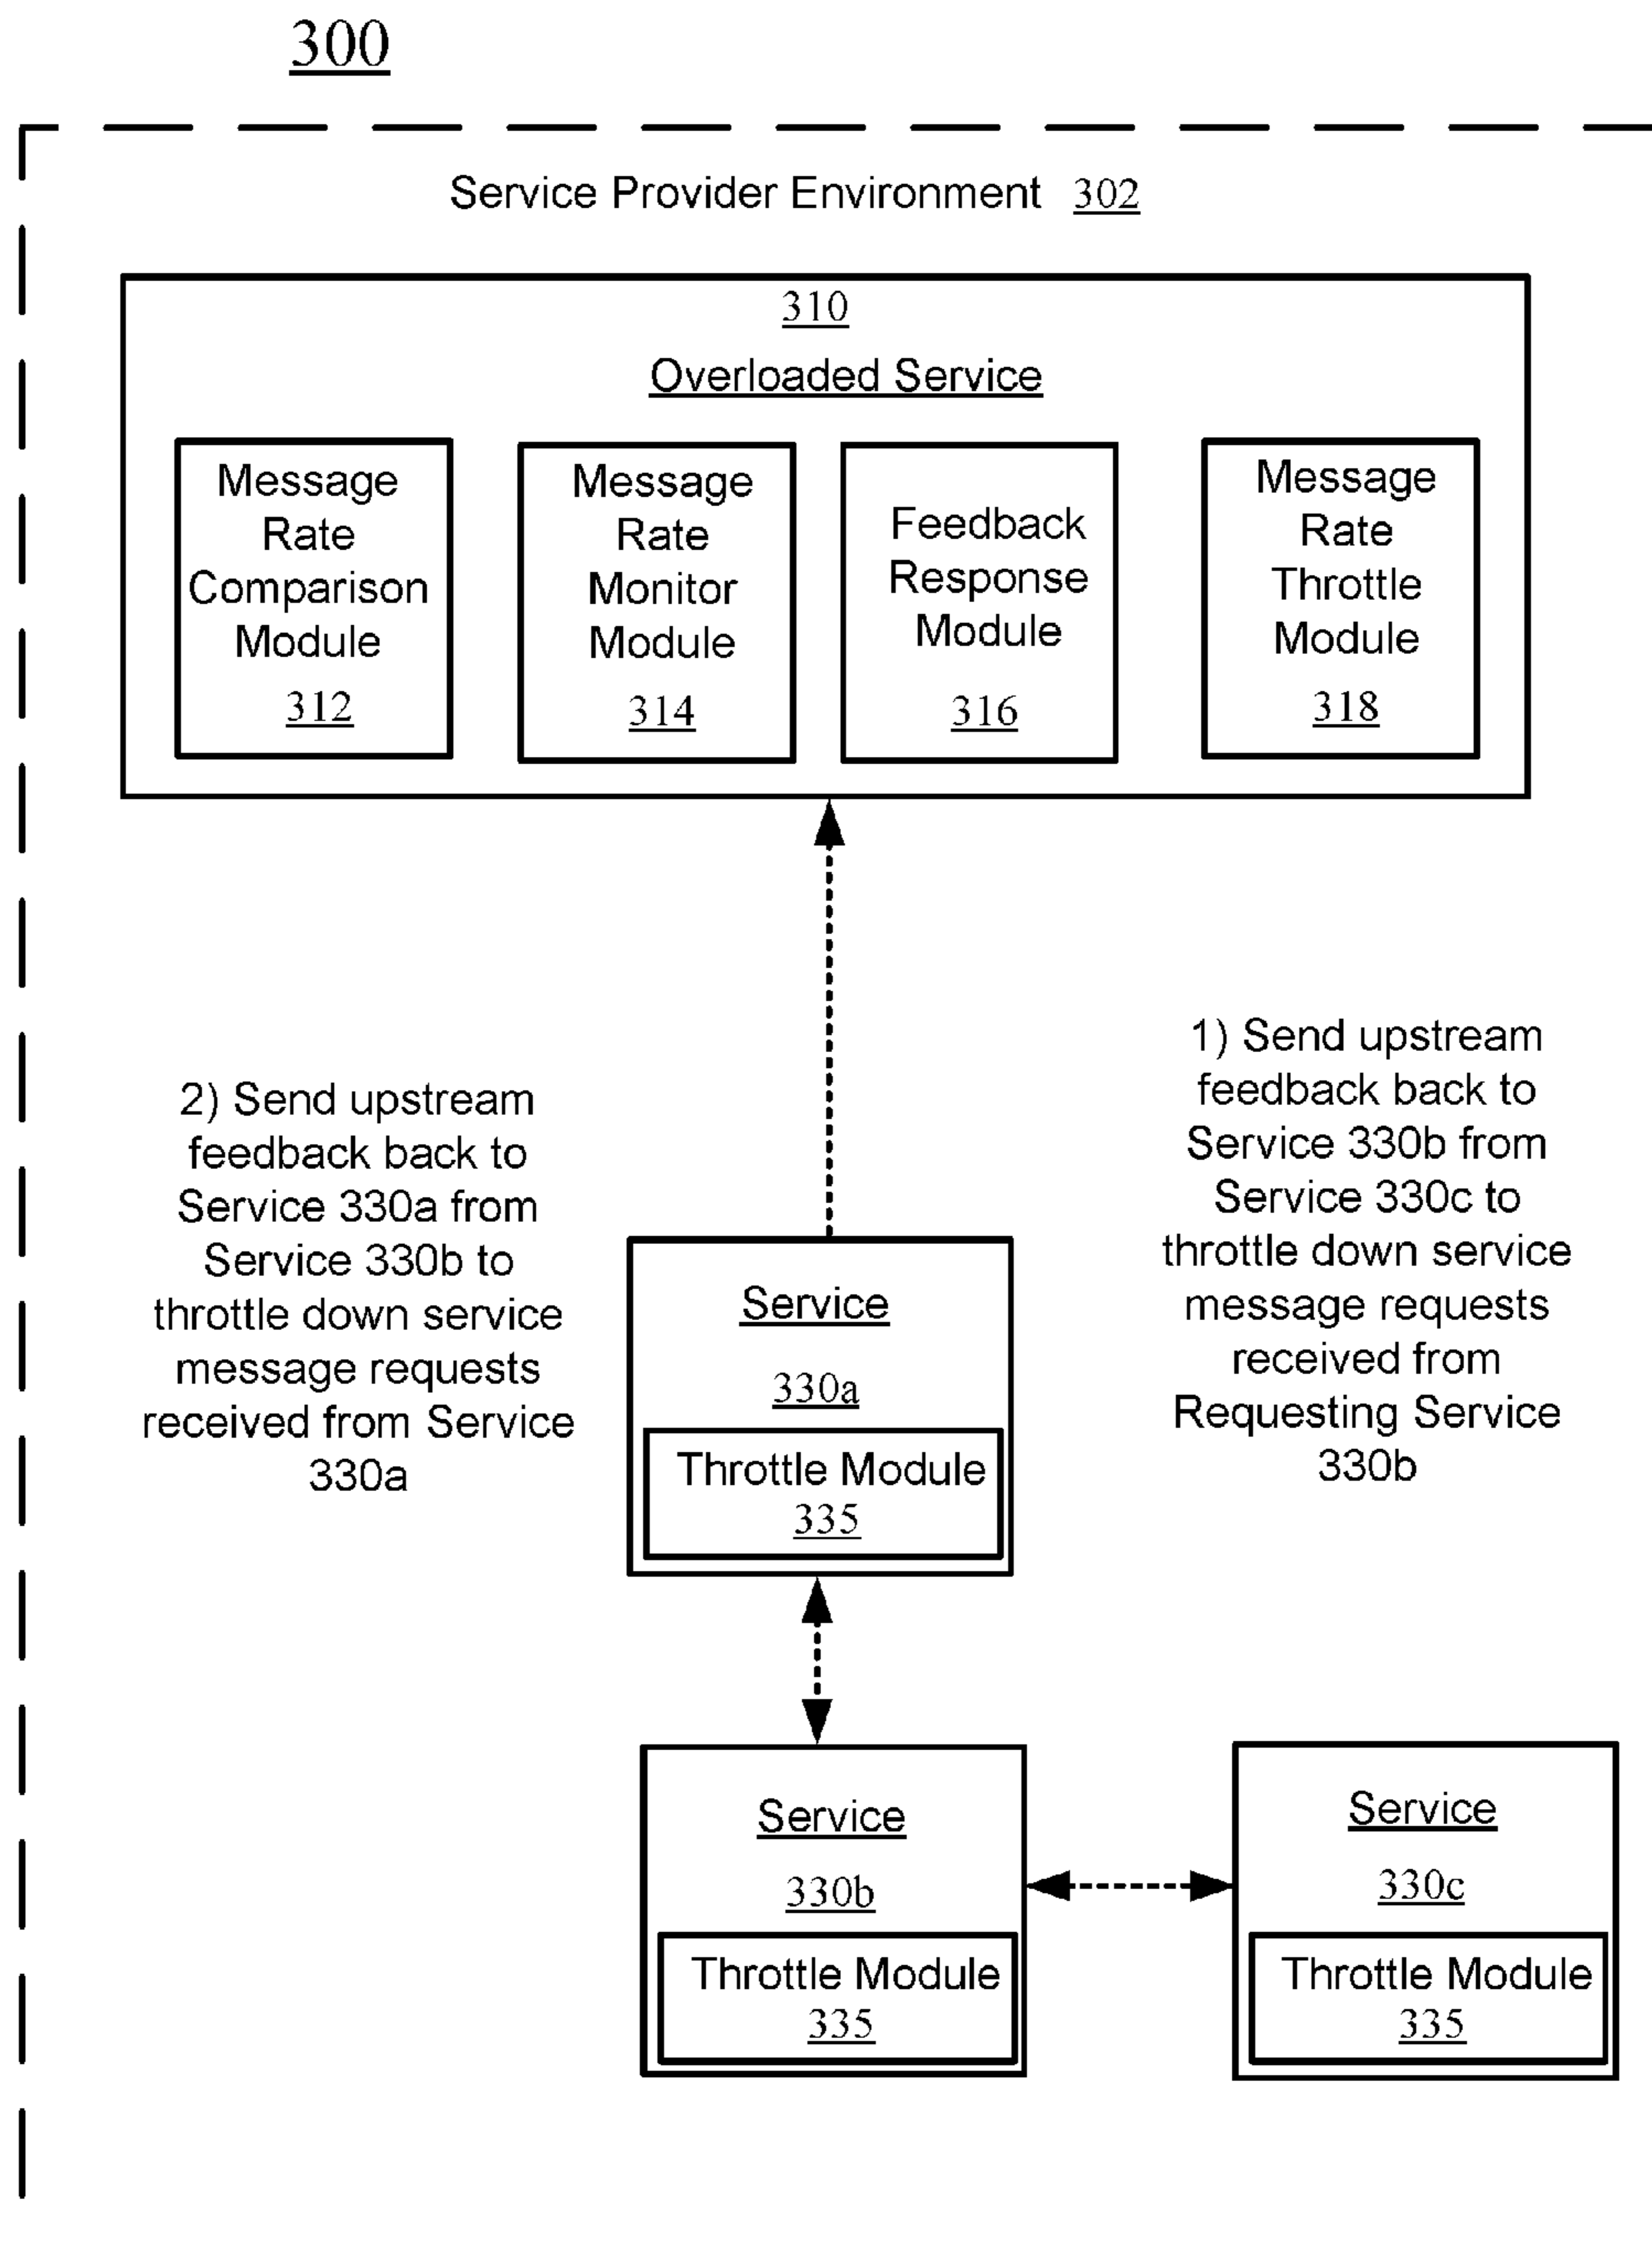 300
Service Provider Environment 302
310
Overloaded Service
Message
Rate
Comparison
Module
312
Message
Rate
Monitor
Module
314
Feedback
Response
Module
316
Message
Rate
Throttle
Module
318
1) Send upstream
feedback back to
Service 330b from
Service 330c to
throttle down service
message requests
received from
Requesting Service
330b
2) Send upstream
feedback back to
Service 330a from
Service 330b to
throttle down service
message requests
received from Service
330a
Service
330a
Throttle Module
335
Service
330b
Throttle Module
335
Service
330c
Throttle Module
335